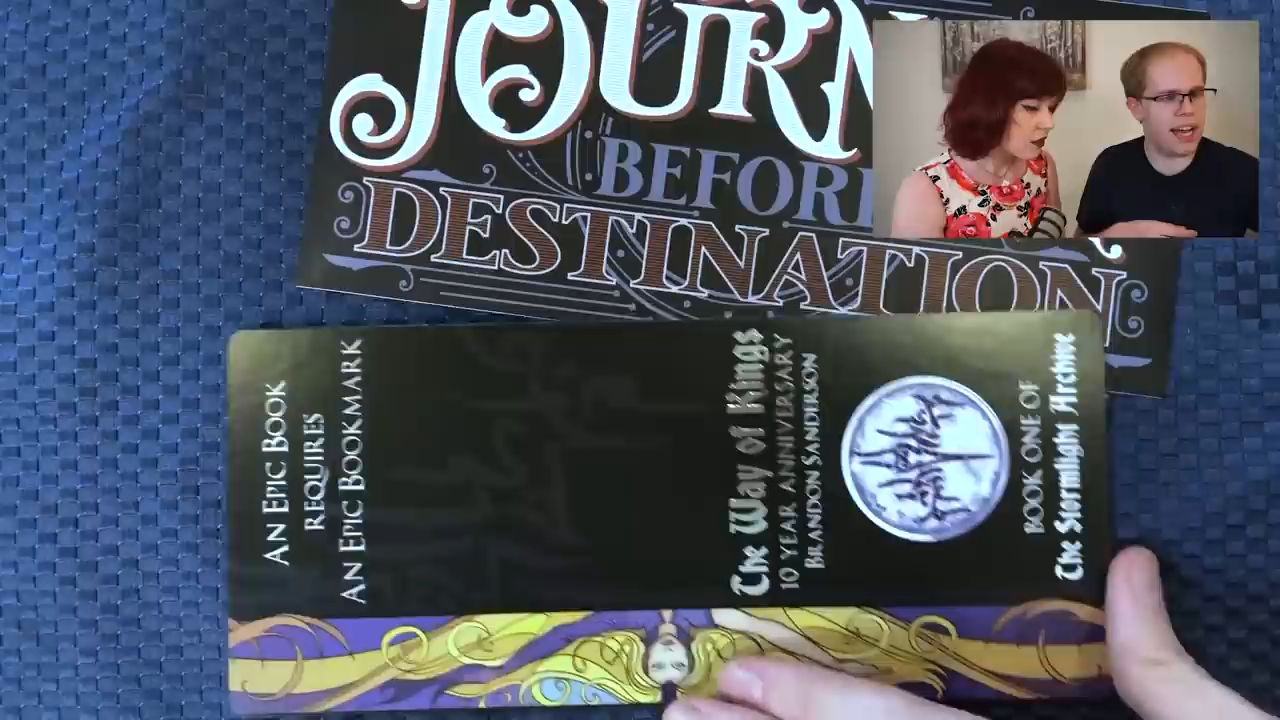 JOURN
BEFOR
DESTINATION
AN EPIC BOOK
REQUIRES
AN EPIC BOOKMARK
The Way of Kings
10 YEAR ANNIVERSARY
BRANDON SANDERSON
BOOK ONE OF
The Stormlight Archive